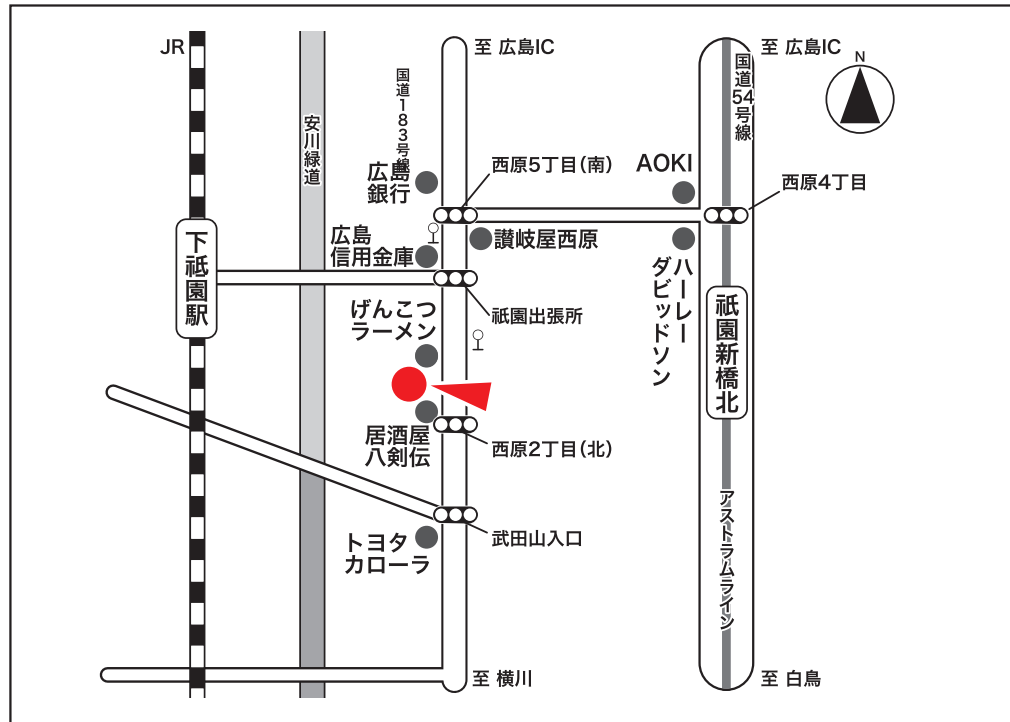 JR
至 広島IC
至 広島IC
N
国道183号線
国道54号線
安川緑道
広島
銀行
西原5丁目(南)
AOKI
西原4丁目
広島
信用金庫
讃岐屋西原
下祗園駅
ハーレー
ダビッドソン
げんこつ
ラーメン
祗園出張所
祗園新橋北
居酒屋
八剣伝
西原2丁目(北)
アストラムライン
トヨタ
カローラ
武田山入口
至 横川
至 白鳥